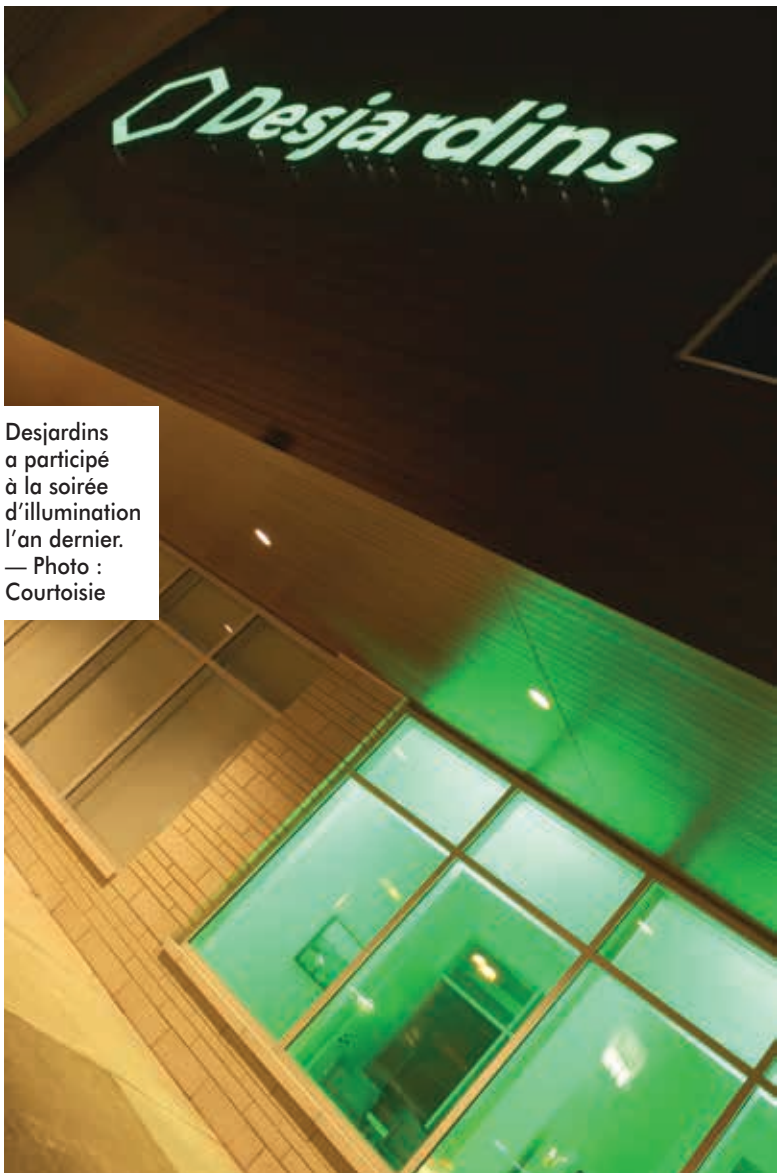 Desjardins
Desjardins
a participé
à la soirée
d’illumination
l’an dernier.
— Photo :
Courtoisie